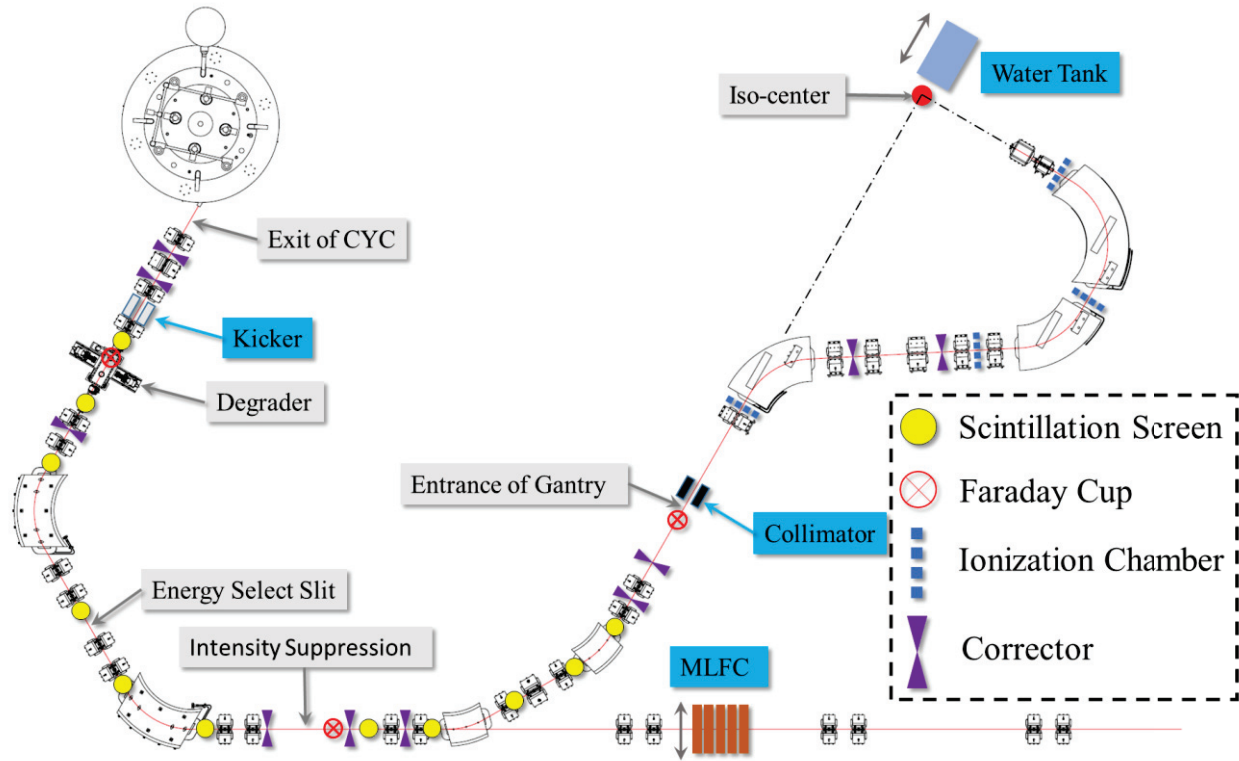 Water Tank
Iso-center
Exit of CYC
Kicker
Degrader
Scintillation Screen
Entrance of Gantry
Faraday Cup
Collimator
Ionization Chamber
Energy Select Slit
Intensity Suppression
MLFC
Corrector